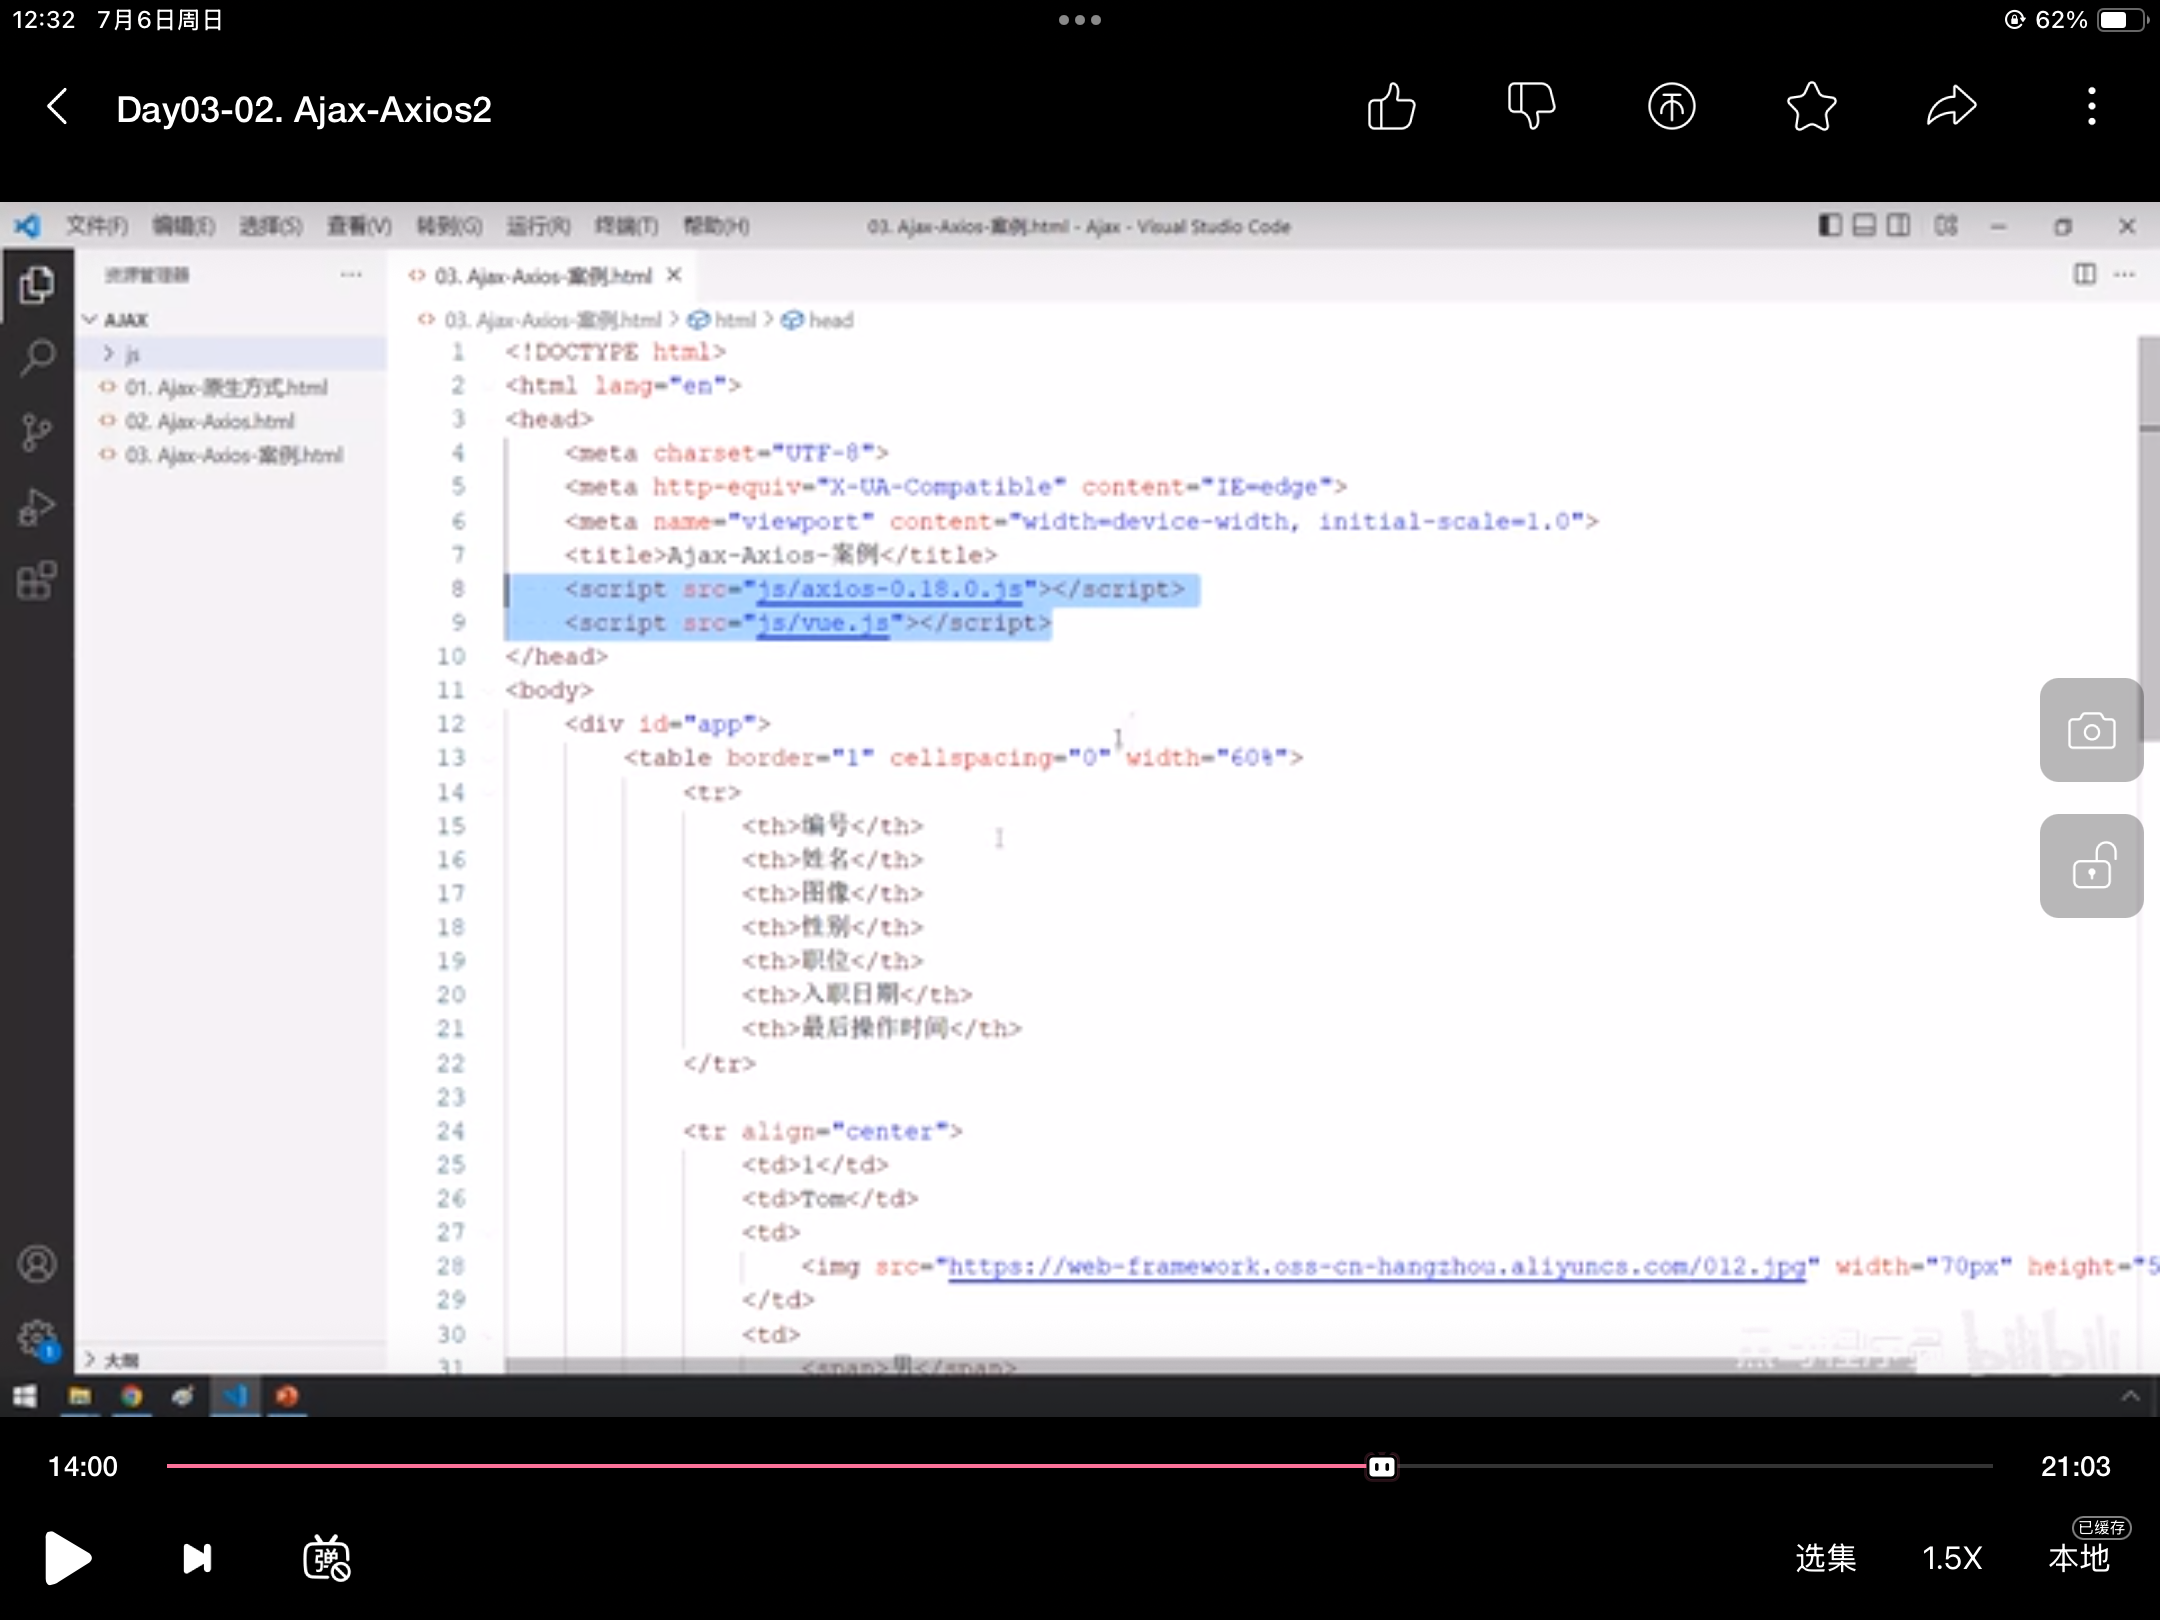 12:32 7月6日周日
62%
Day03-02. Ajax-Axios2
文件(F) 编辑(E) 选择(S) 查看(V) 转到(G) 运行(R) 终端(T) 帮助(H)
03. Ajax-Axios-案例.html - Ajax - Visual Studio Code
资源管理器
03. Ajax-Axios-案例.html
AJAX
js
01. Ajax-原生方式.html
02. Ajax-Axios.html
03. Ajax-Axios-案例.html
大纲
1
03. Ajax-Axios-案例.html > html > head
1 <!DOCTYPE html>
2 <html lang="en">
3 <head>
4 <meta charset="UTF-8">
5 <meta http-equiv="X-UA-Compatible" content="IE=edge">
6 <meta name="viewport" content="width=device-width, initial-scale=1.0">
7 <title>Ajax-Axios-案例</title>
8 <script src="js/axios-0.18.0.js"></script>
9 <script src="js/vue.js"></script>
10 </head>
11 <body>
12 <div id="app">
13 <table border="1" cellspacing="0" width="60%">
14 <tr>
15 <th>编号</th>
16 <th>姓名</th>
17 <th>图像</th>
18 <th>性别</th>
19 <th>职位</th>
20 <th>入职日期</th>
21 <th>最后操作时间</th>
22 </tr>
23
24 <tr align="center">
25 <td>1</td>
26 <td>Tom</td>
27 <td>
28 <img src="https://web-framework.oss-cn-hangzhou.aliyuncs.com/012.jpg" width="70px" height="5
29 </td>
30 <td>
31 <span>男</span>
bilibili
14:00
21:03
弹
选集
1.5X
已缓存
本地